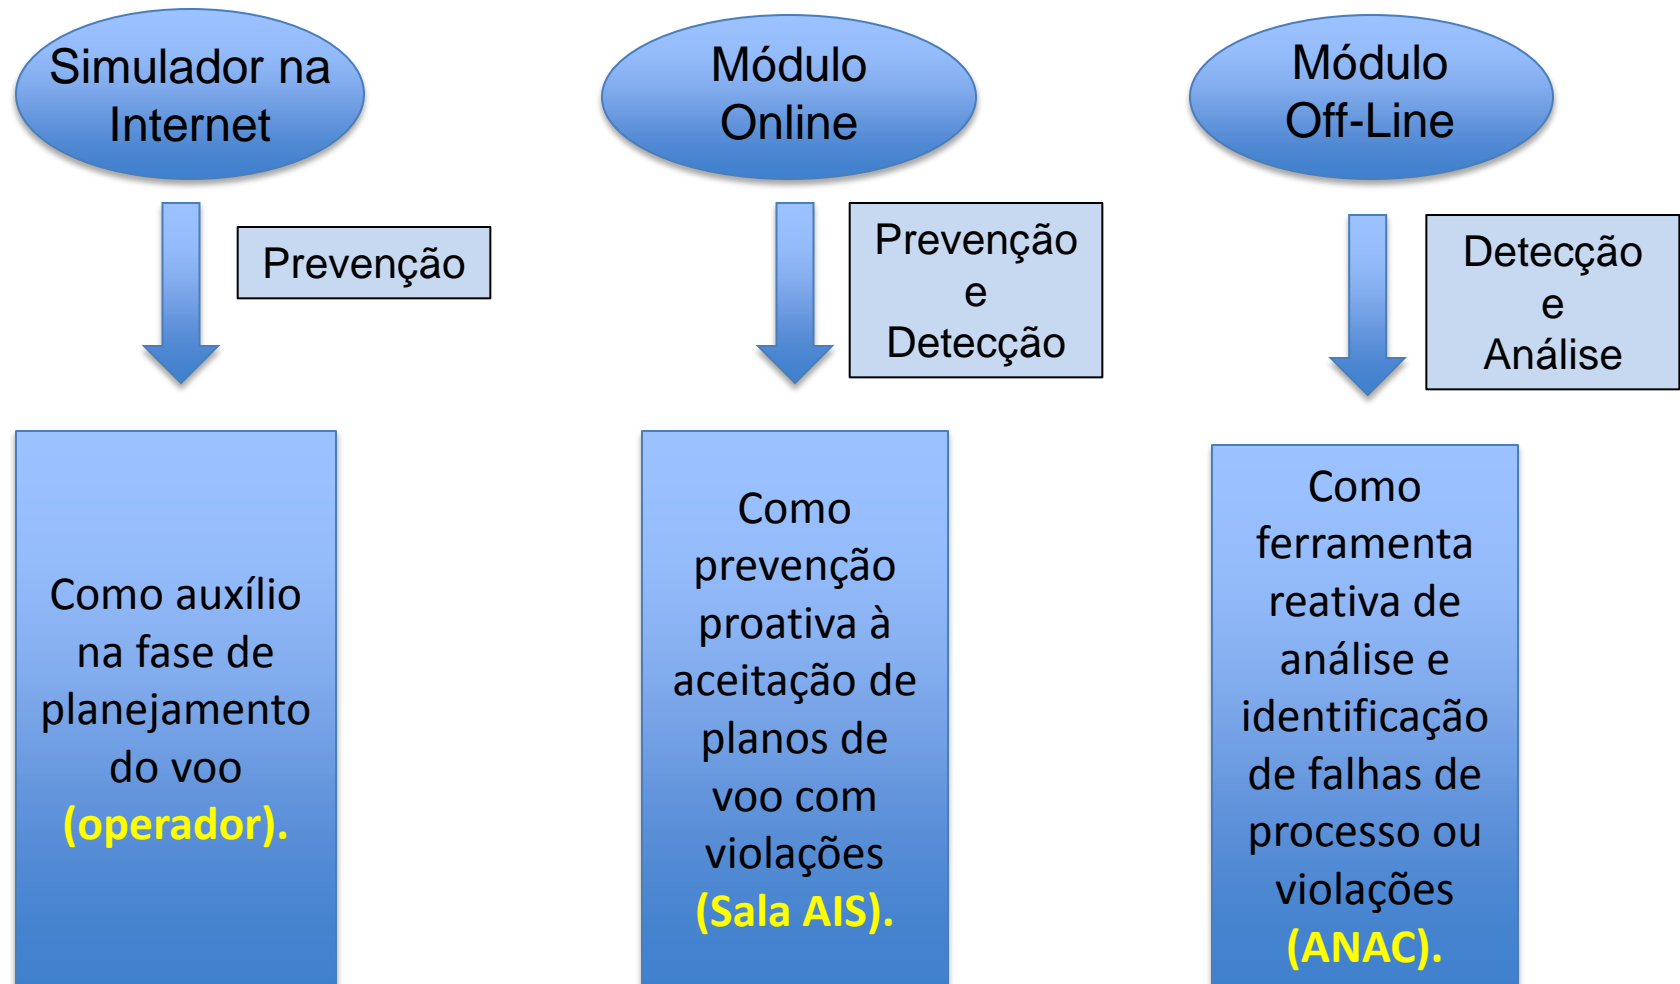 Simulador na
Internet
Prevenção
Como auxílio
na fase de
planejamento
do voo
(operador).
Módulo
Online
Prevenção
e
Detecção
Como
prevenção
proativa à
aceitação de
planos de
voo com
violações
(Sala AIS).
Módulo
Off-Line
Detecção
e
Análise
Como
ferramenta
reativa de
análise e
identificação
de falhas de
processo ou
violações
(ANAC).